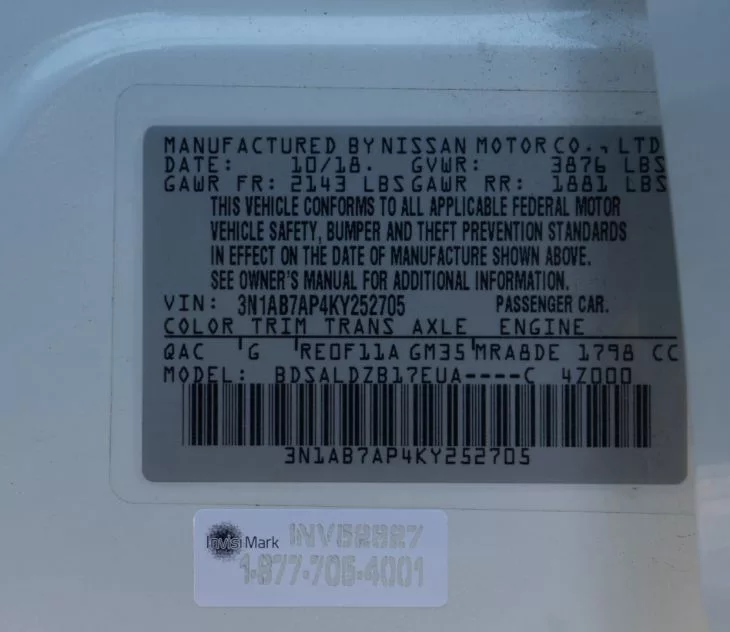 MANUFACTURED BY NISSAN MOTOR CO., LTD
DATE: 10/18. GVWR: 3876 LBS
GAWR FR: 2143 LBS GAWR RR: 1881 LBS
THIS VEHICLE CONFORMS TO ALL APPLICABLE FEDERAL MOTOR
VEHICLE SAFETY, BUMPER AND THEFT PREVENTION STANDARDS
IN EFFECT ON THE DATE OF MANUFACTURE SHOWN ABOVE.
SEE OWNER'S MANUAL FOR ADDITIONAL INFORMATION.
VIN: 3N1AB7AP4KY252705 PASSENGER CAR.
COLOR TRIM TRANS AXLE ENGINE
QAC G RE0F11A GM35 MRA8DE 1798 CC
MODEL: BDSALDZB17EUA----C 4Z000
3N1AB7AP4KY252705
InvisiMark INV52927
1-877-705-4001